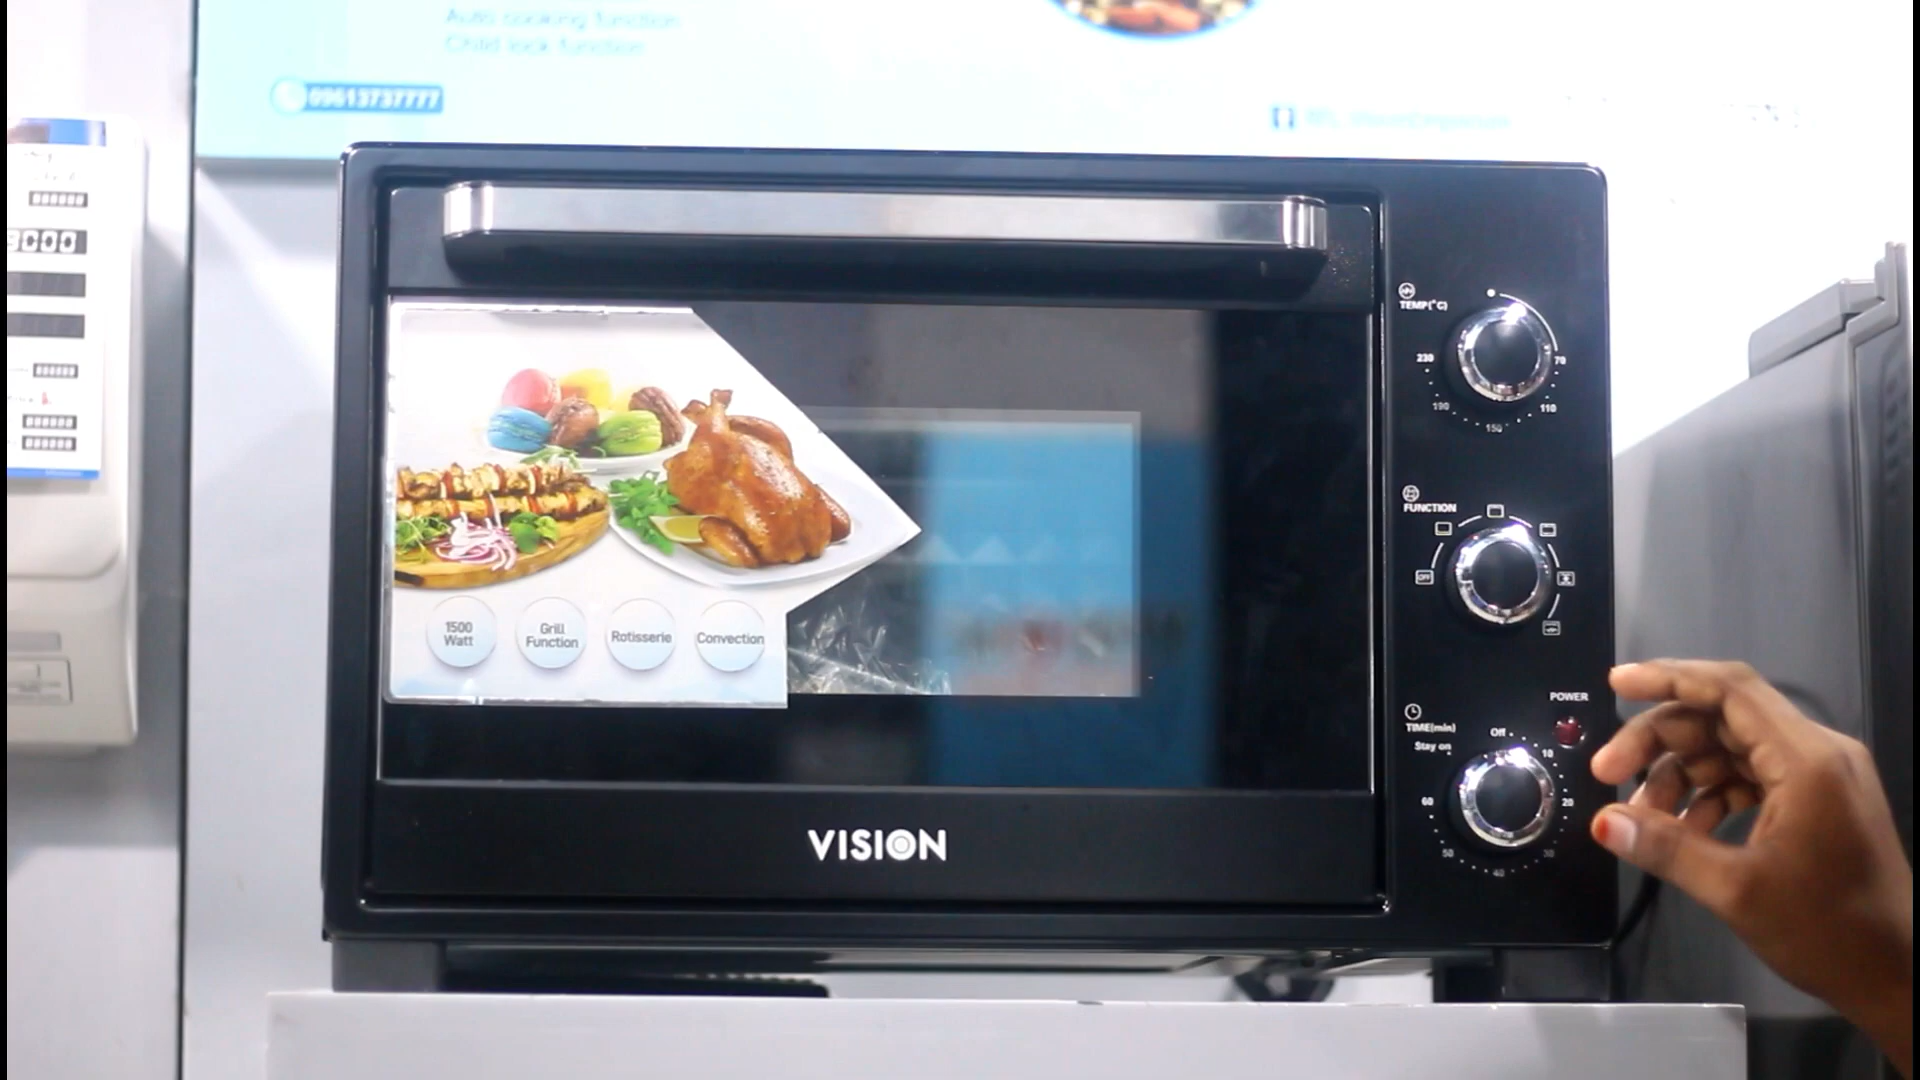 Auto cooking function
Child lock function
09613737777
TEMP(°C)
70
110
150
190
230
FUNCTION
OFF
1500
Watt
Grill
Function
Rotisserie
Convection
POWER
TIME(min)
Off
Stay on
10
20
30
40
50
60
VISION